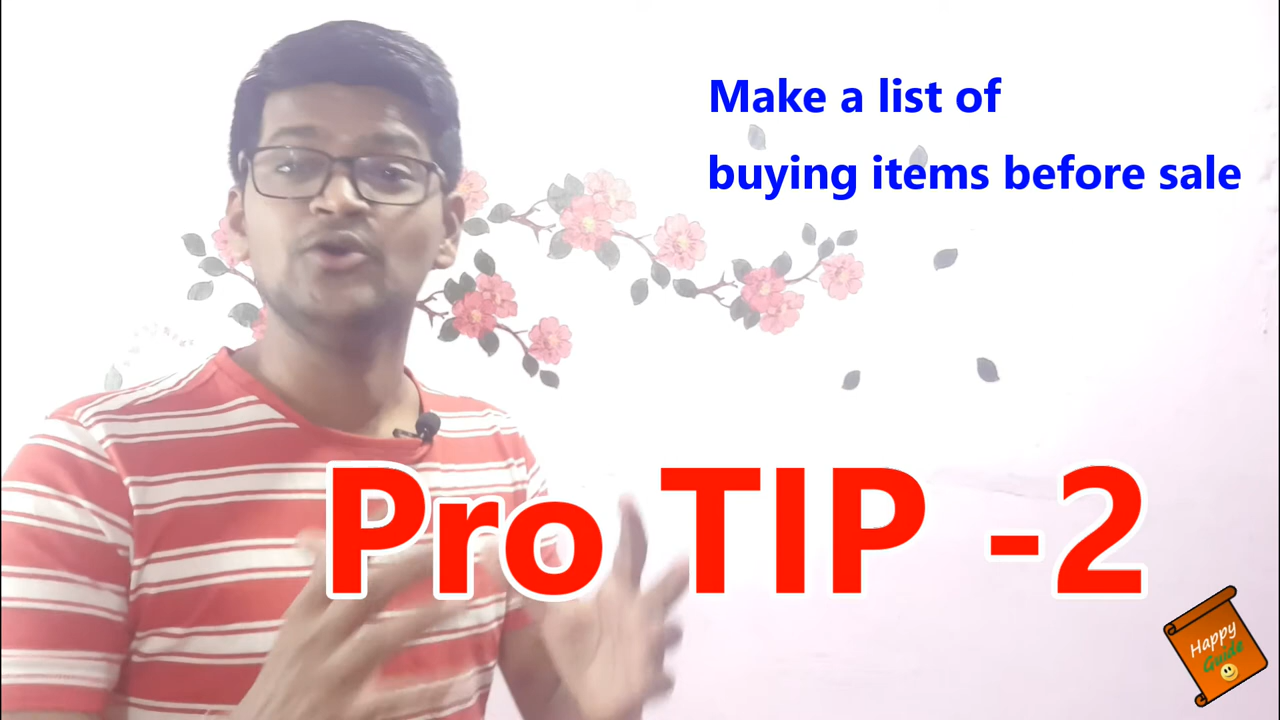 Make a list of
buying items before sale
Pro TIP -2
Happy
Guide